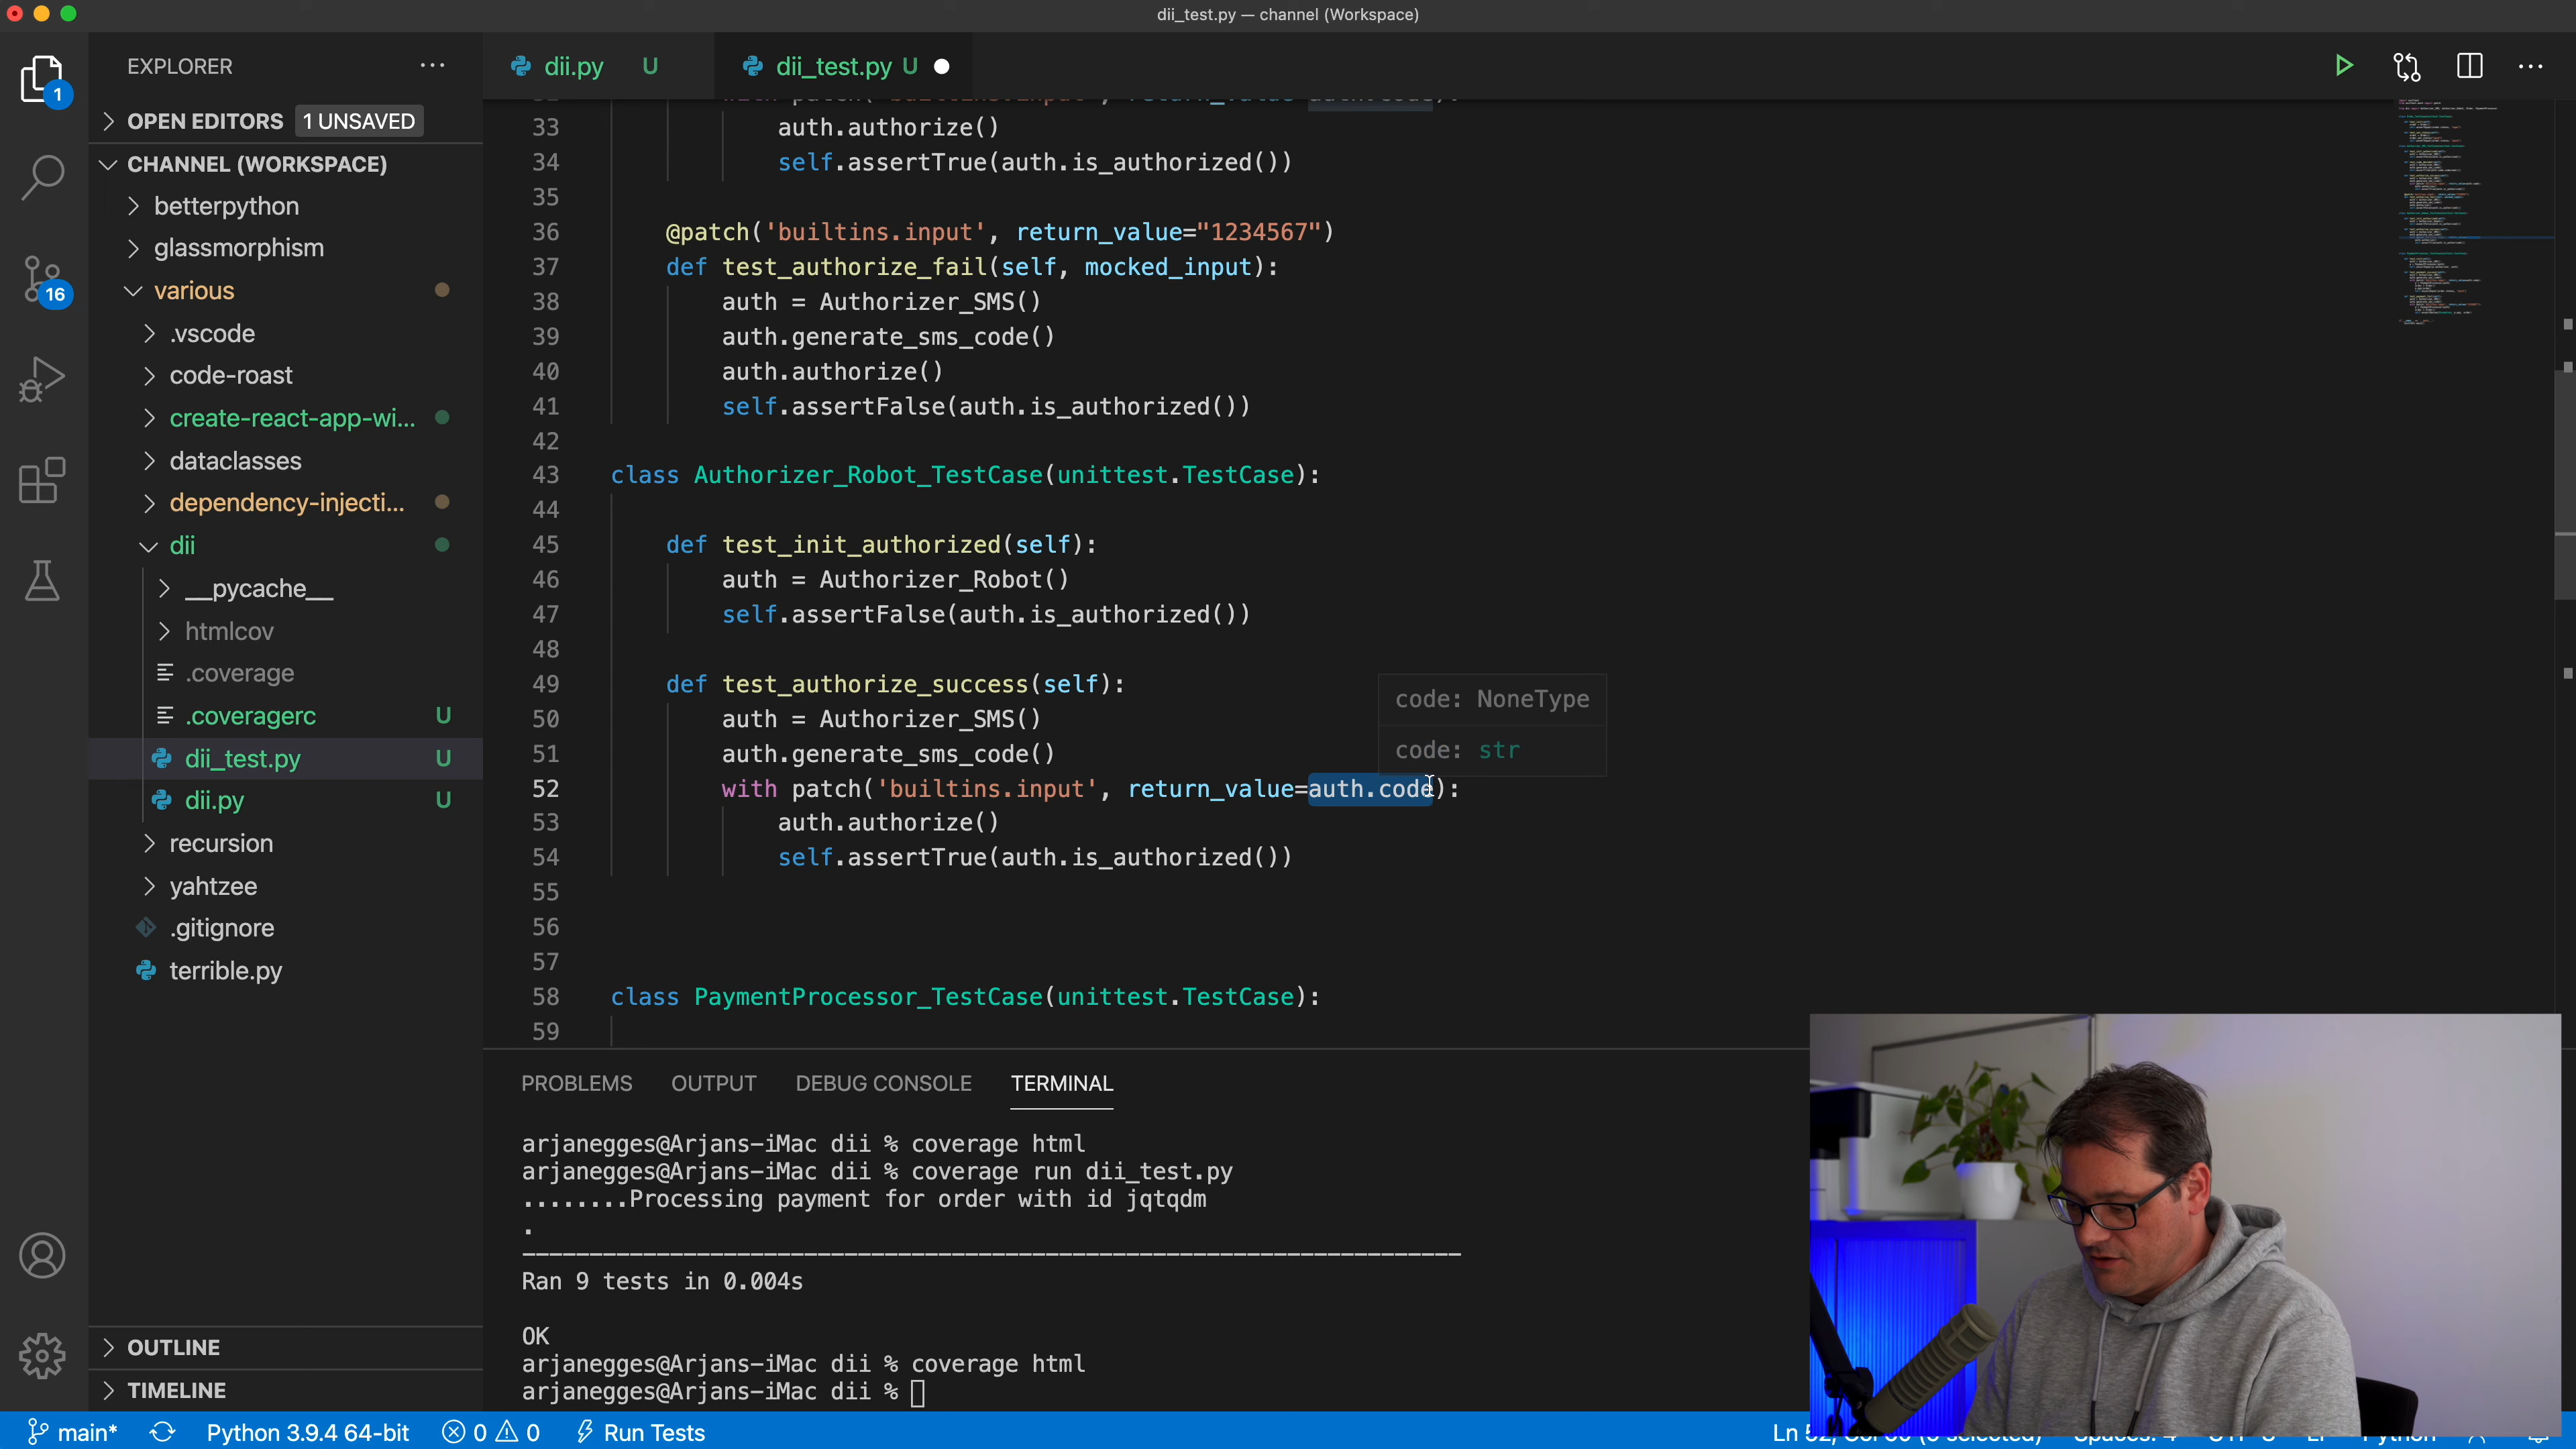 dii_test.py — channel (Workspace)
EXPLORER
dii.py U
dii_test.py U
OPEN EDITORS 1 UNSAVED
CHANNEL (WORKSPACE)
betterpython
glassmorphism
various
.vscode
code-roast
create-react-app-wi...
dataclasses
dependency-injecti...
dii
__pycache__
htmlcov
.coverage
.coveragerc U
dii_test.py U
dii.py U
recursion
yahtzee
.gitignore
terrible.py
OUTLINE
TIMELINE
1
16
33 auth.authorize()
34 self.assertTrue(auth.is_authorized())
35
36 @patch('builtins.input', return_value="1234567")
37 def test_authorize_fail(self, mocked_input):
38 auth = Authorizer_SMS()
39 auth.generate_sms_code()
40 auth.authorize()
41 self.assertFalse(auth.is_authorized())
42
43 class Authorizer_Robot_TestCase(unittest.TestCase):
44
45 def test_init_authorized(self):
46 auth = Authorizer_Robot()
47 self.assertFalse(auth.is_authorized())
48
49 def test_authorize_success(self):
50 auth = Authorizer_SMS()
51 auth.generate_sms_code()
52 with patch('builtins.input', return_value=auth.code):
53 auth.authorize()
54 self.assertTrue(auth.is_authorized())
55
56
57
58 class PaymentProcessor_TestCase(unittest.TestCase):
59
code: NoneType
code: str
PROBLEMS OUTPUT DEBUG CONSOLE TERMINAL
arjanegges@Arjans-iMac dii % coverage html
arjanegges@Arjans-iMac dii % coverage run dii_test.py
........Processing payment for order with id jqtqdm
.
----------------------------------------------------------------------
Ran 9 tests in 0.004s
OK
arjanegges@Arjans-iMac dii % coverage html
arjanegges@Arjans-iMac dii %
main* Python 3.9.4 64-bit 0 0 Run Tests